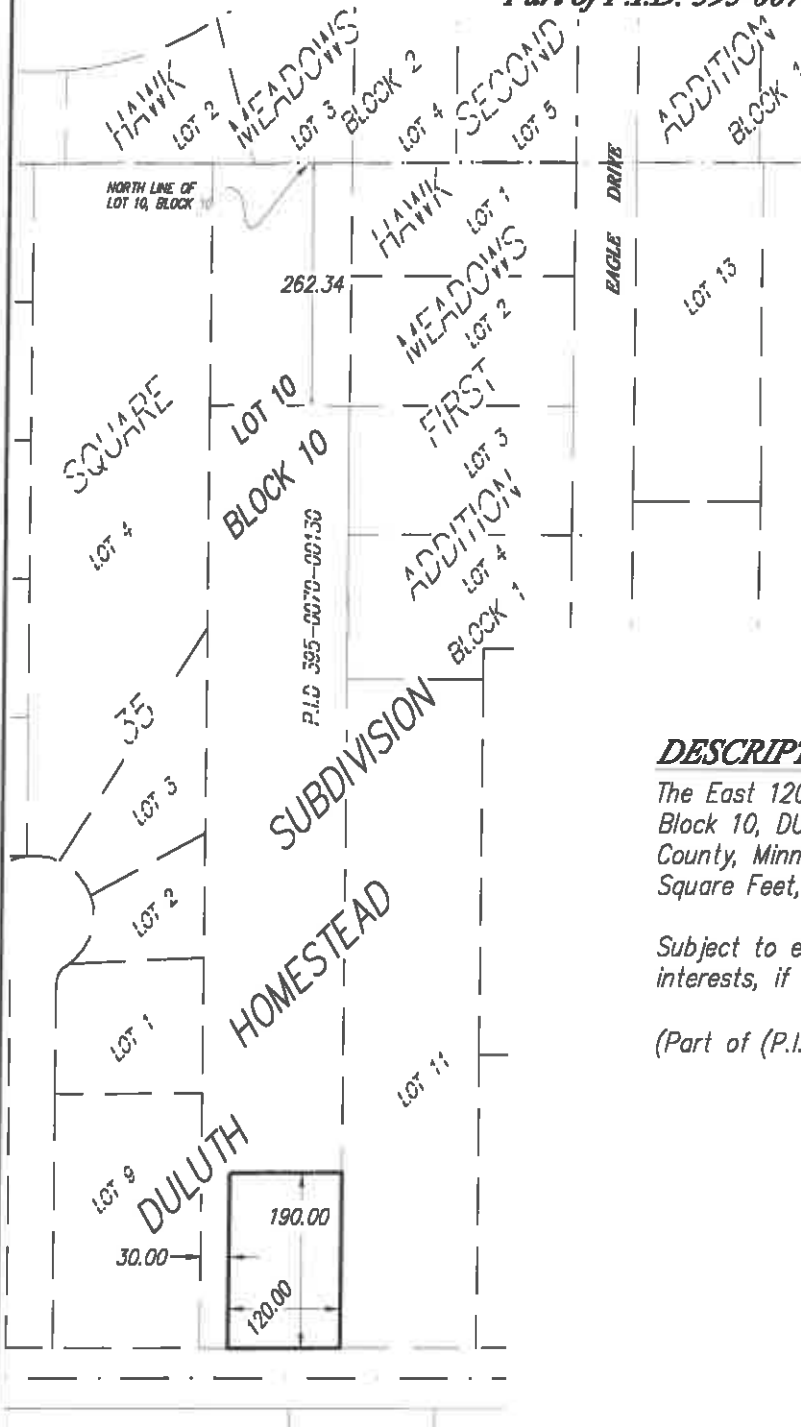 Part of P.I.D. 395-007
HAWK MEADOWS SECOND ADDITION
LOT 2
LOT 3
BLOCK 2
LOT 4
LOT 5
BLOCK 1
NORTH LINE OF
LOT 10, BLOCK 10
262.34
HAWK
LOT 1
MEADOWS
LOT 2
FIRST
LOT 3
ADDITION
LOT 4
BLOCK 1
EAGLE DRIVE
LOT 13
SQUARE
LOT 4
35
LOT 3
LOT 2
LOT 1
LOT 9
LOT 10
BLOCK 10
P.I.D 395-0070-00130
DULUTH HOMESTEAD SUBDIVISION
LOT 11
190.00
30.00
120.00
DESCRIPT
The East 120
Block 10, DU
County, Minn
Square Feet,
Subject to e
interests, if
(Part of (P.I.